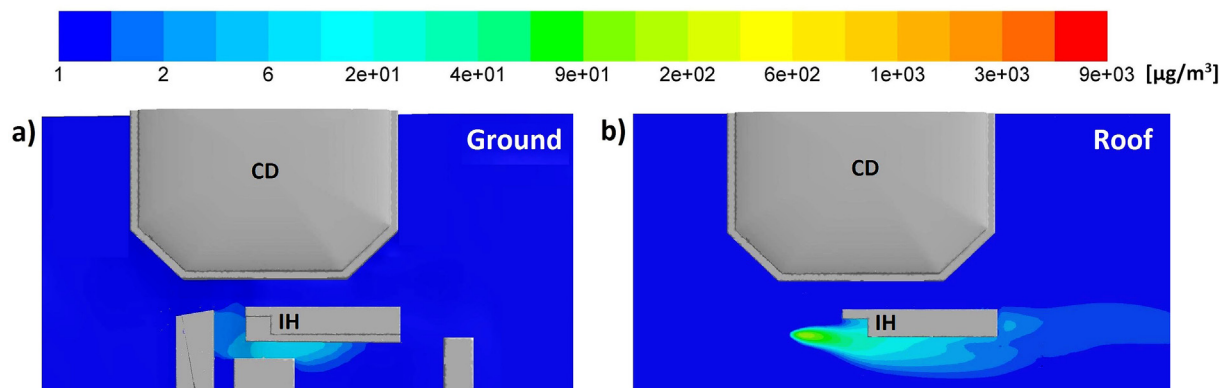 1 2 6 2e+01 4e+01 9e+01 2e+02 6e+02 1e+03 3e+03 9e+03 [µg/m³]
a) Ground b) Roof
CD CD
IH IH